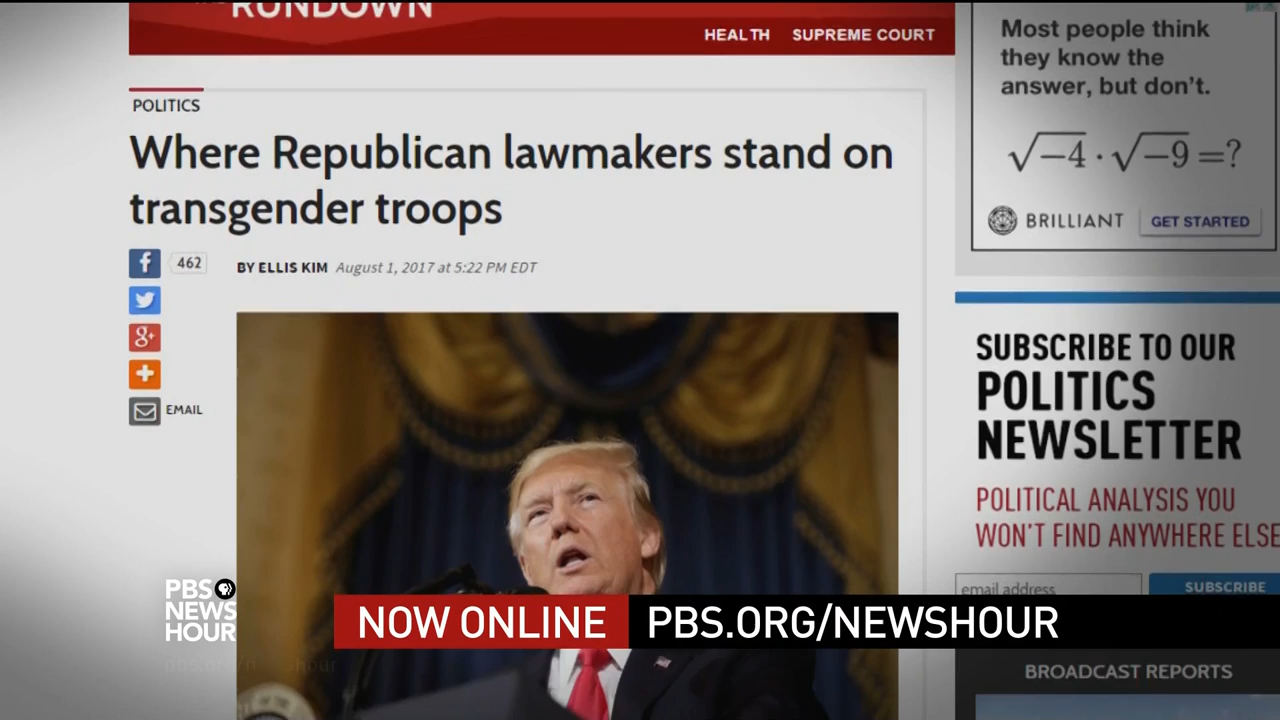 RUNDOWN
HEALTH SUPREME COURT
POLITICS
Where Republican lawmakers stand on
transgender troops
f 462
BY ELLIS KIM August 1, 2017 at 5:22 PM EDT
g+
EMAIL
Most people think
they know the
answer, but don't.
√−4 · √−9 =?
BRILLIANT GET STARTED
SUBSCRIBE TO OUR
POLITICS
NEWSLETTER
POLITICAL ANALYSIS YOU
WON'T FIND ANYWHERE ELSE
email address SUBSCRIBE
BROADCAST REPORTS
PBS
NEWS
HOUR
NOW ONLINE PBS.ORG/NEWSHOUR